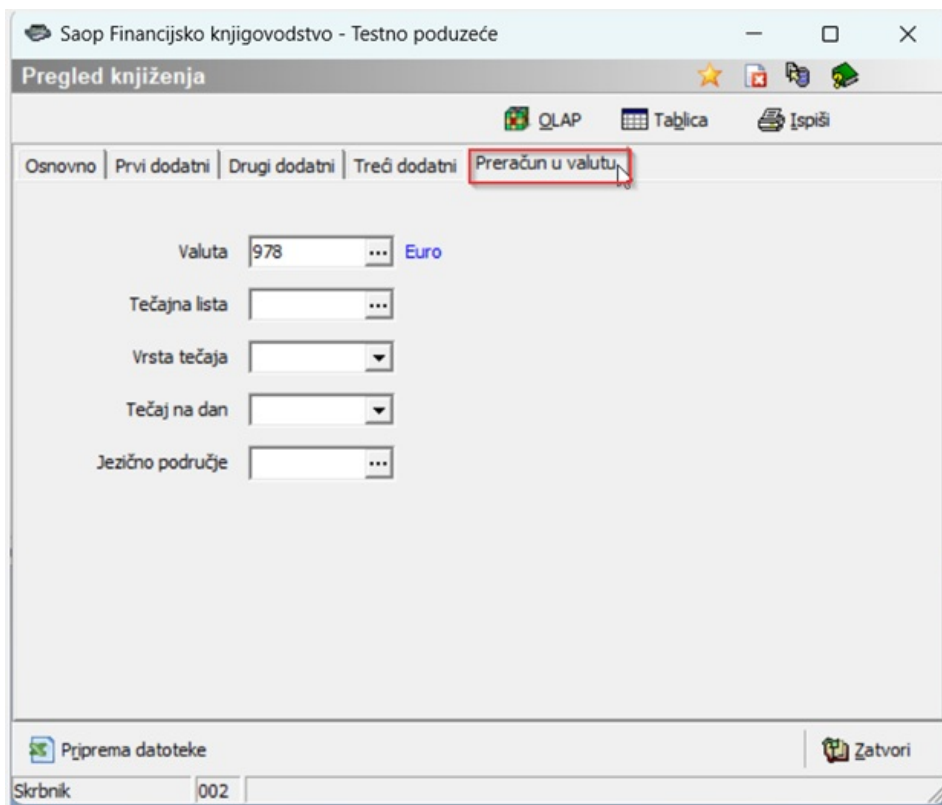 Saop Financijsko knjigovodstvo - Testno poduzeće
Pregled knjiženja
OLAP Tablica Ispiši
Osnovno Prvi dodatni Drugi dodatni Treći dodatni Preračun u valutu
Valuta 978 ... Euro
Tečajna lista ...
Vrsta tečaja
Tečaj na dan
Jezično područje ...
Priprema datoteke Zatvori
Skrbnik 002